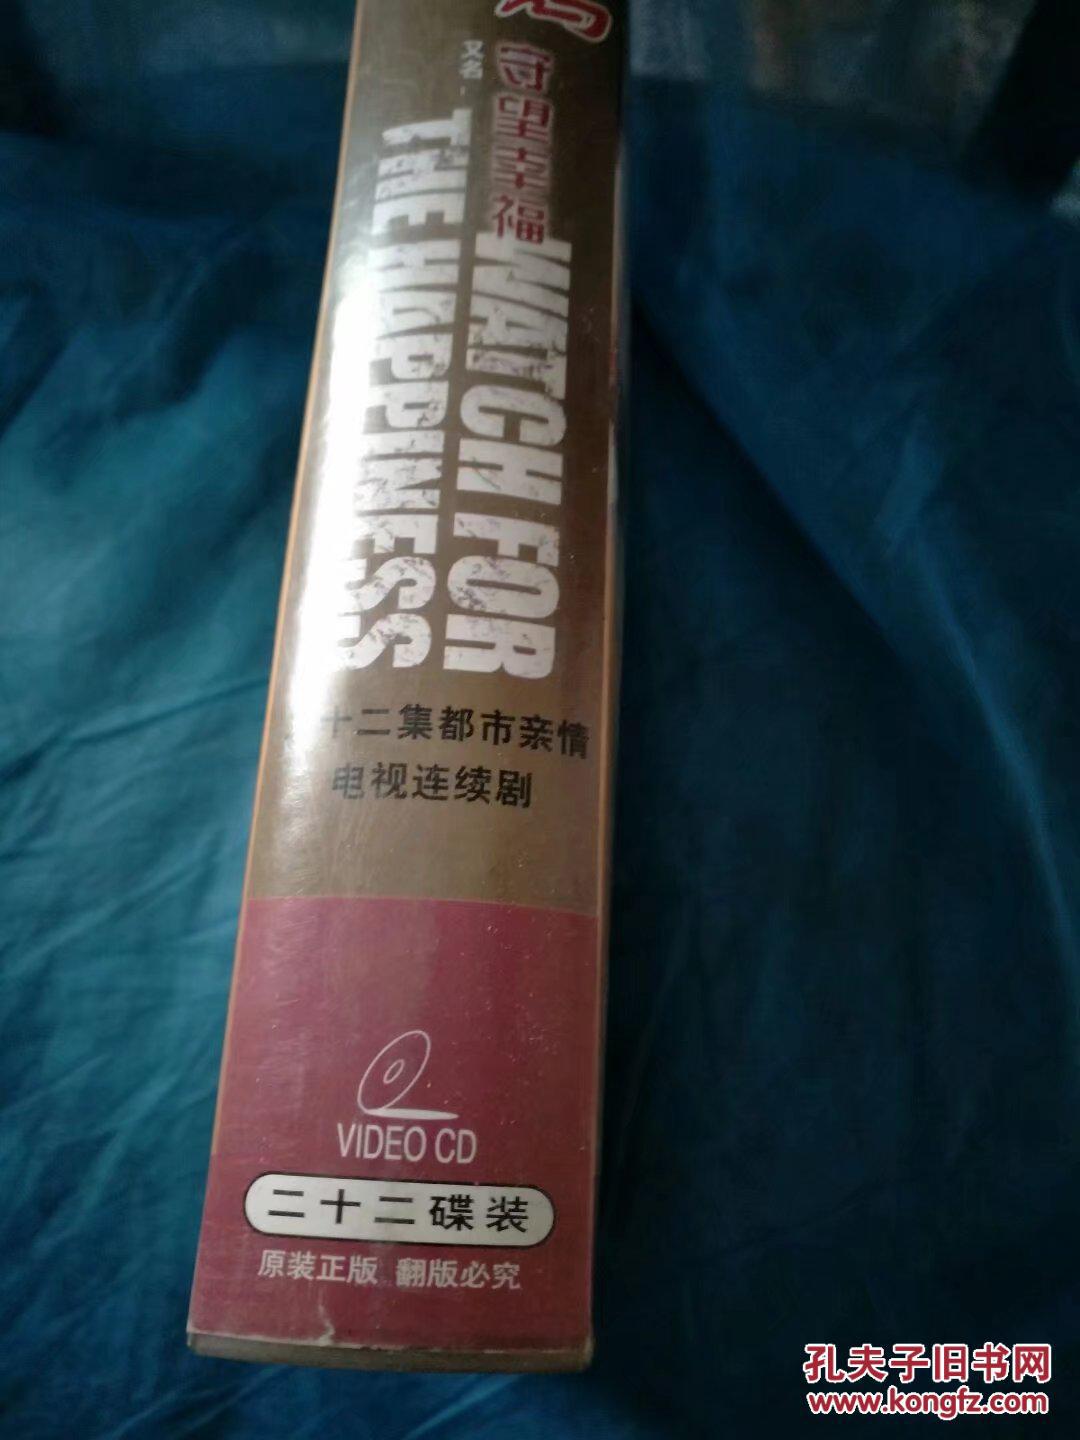 又名:
守望幸福
WATCH FOR
THE HAPPINESS
十二集都市亲情
电视连续剧
VIDEO CD
二十二碟装
原装正版 翻版必究
孔夫子旧书网
www.kongfz.com